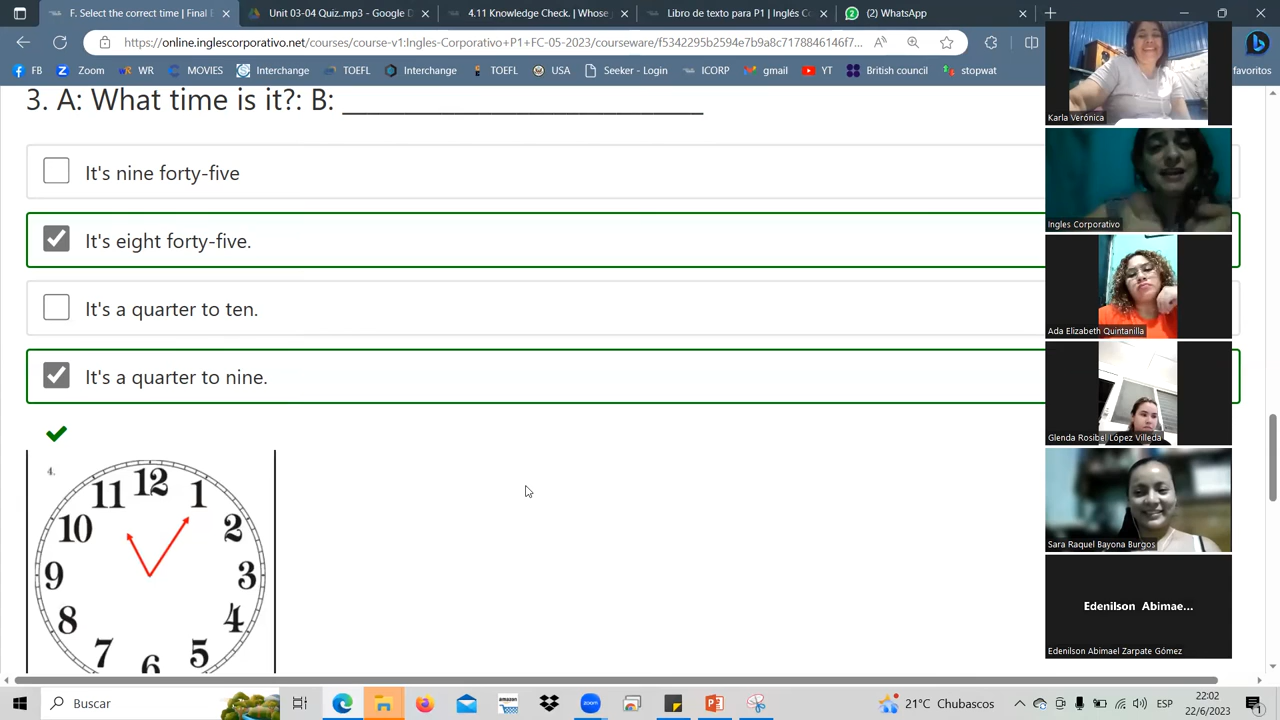 F. Select the correct time | Final E
Unit 03-04 Quiz.mp3 - Google D
4.11 Knowledge Check. | Whose
Libro de texto para P1 | Inglés Co
(2) WhatsApp
https://online.inglescorporativo.net/courses/course-v1:Ingles-Corporativo+P1+FC-05-2023/courseware/f5342295b2594e7b9a8c7178846146f7...
FB
Zoom
WR
MOVIES
Interchange
TOEFL
Interchange
TOEFL
USA
Seeker - Login
ICORP
gmail
YT
British council
stopwat
favoritos
3. A: What time is it?: B: ______________________
It's nine forty-five
It's eight forty-five.
It's a quarter to ten.
It's a quarter to nine.
4.
12
11
1
10
2
9
3
8
4
7
5
6
Karla Verónica
Ingles Corporativo
Ada Elizabeth Quintanilla
Glenda Rosibel López Villeda
Sara Raquel Bayona Burgos
Edenilson Abimae...
Edenilson Abimael Zarpate Gómez
Buscar
amazon
zoom
21°C Chubascos
ESP
22:02
22/6/2023
1